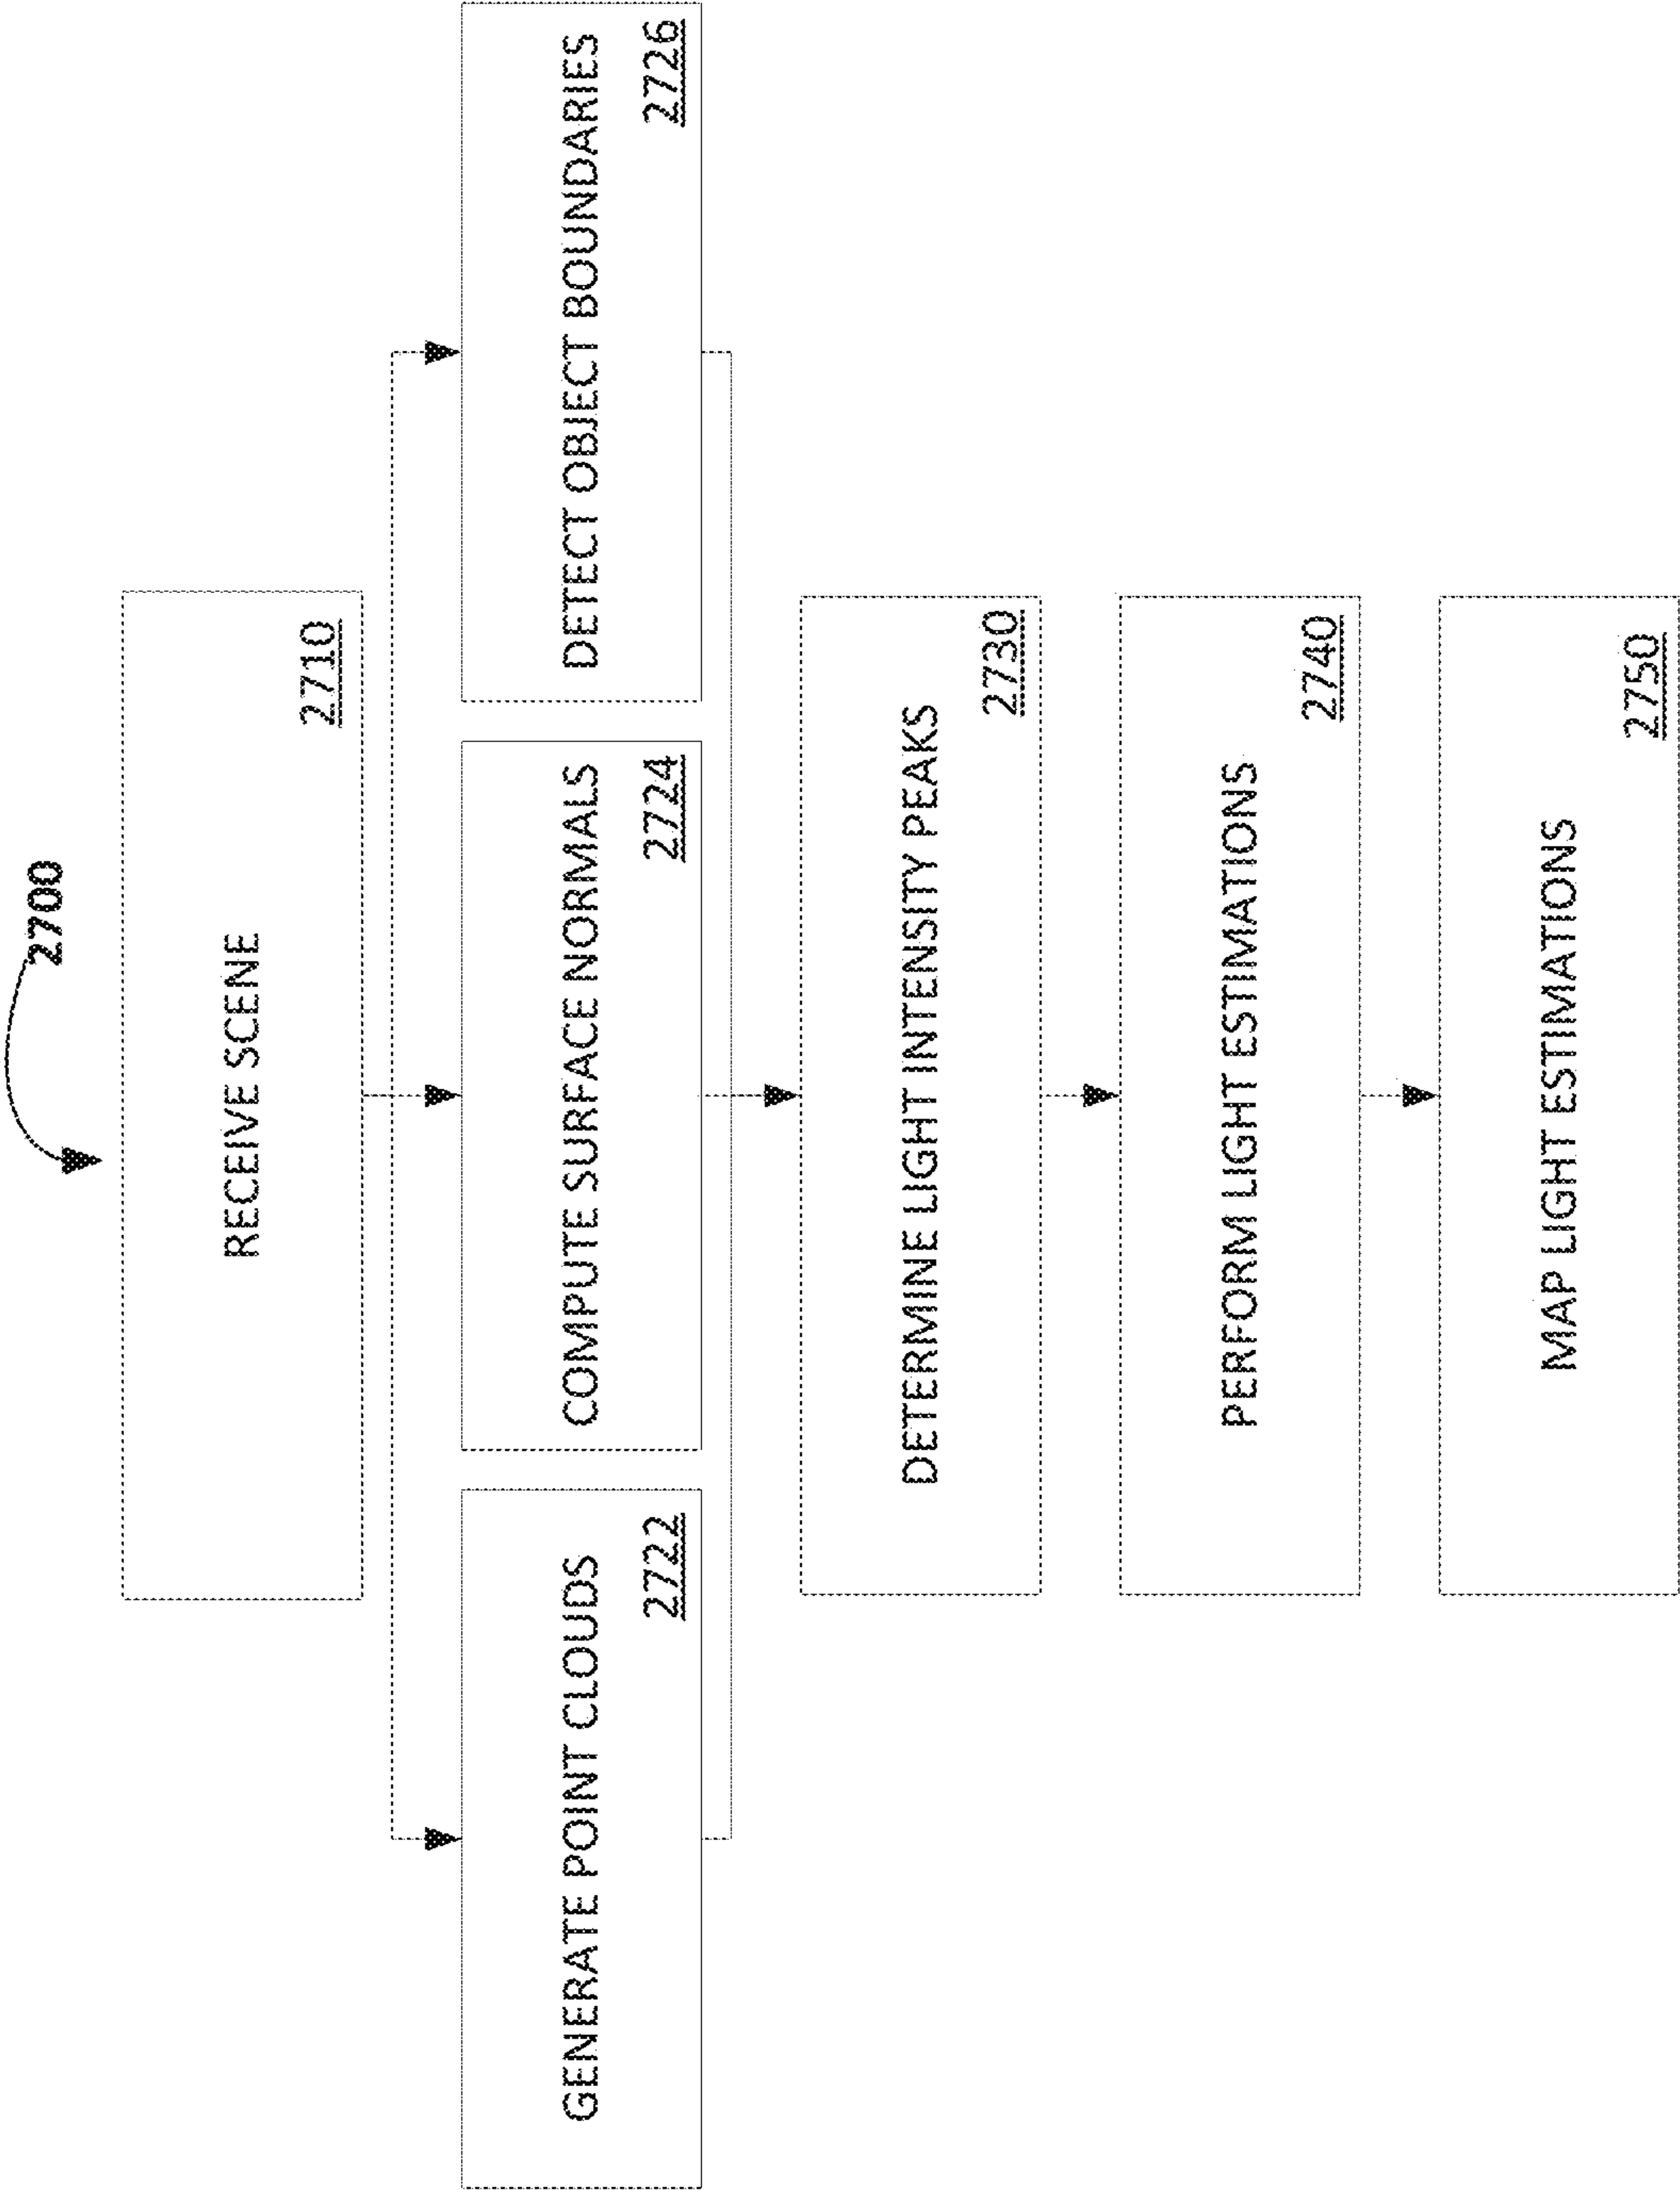 2700
RECEIVE SCENE
2710
GENERATE POINT CLOUDS
2722
COMPUTE SURFACE NORMALS
2724
DETECT OBJECT BOUNDARIES
2726
DETERMINE LIGHT INTENSITY PEAKS
2730
PERFORM LIGHT ESTIMATIONS
2740
MAP LIGHT ESTIMATIONS
2750